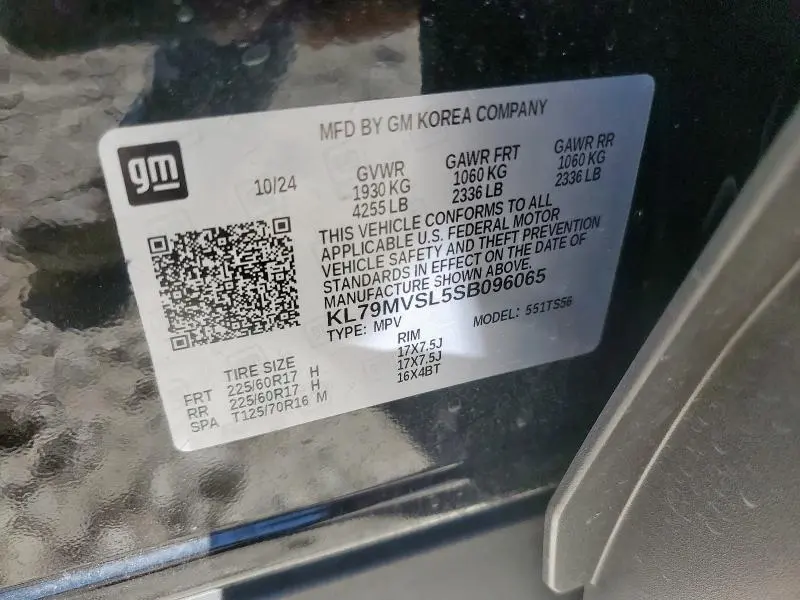 MFD BY GM KOREA COMPANY
gm
10/24
GVWR GAWR FRT GAWR RR
1930 KG 1060 KG 1060 KG
4255 LB 2336 LB 2336 LB
THIS VEHICLE CONFORMS TO ALL
APPLICABLE U.S. FEDERAL MOTOR
VEHICLE SAFETY AND THEFT PREVENTION
STANDARDS IN EFFECT ON THE DATE OF
MANUFACTURE SHOWN ABOVE.
KL79MVSL5SB096065
TYPE: MPV MODEL: 551TS56
TIRE SIZE RIM
FRT 225/60R17 H 17X7.5J
RR 225/60R17 H 17X7.5J
SPA T125/70R16 M 16X4BT